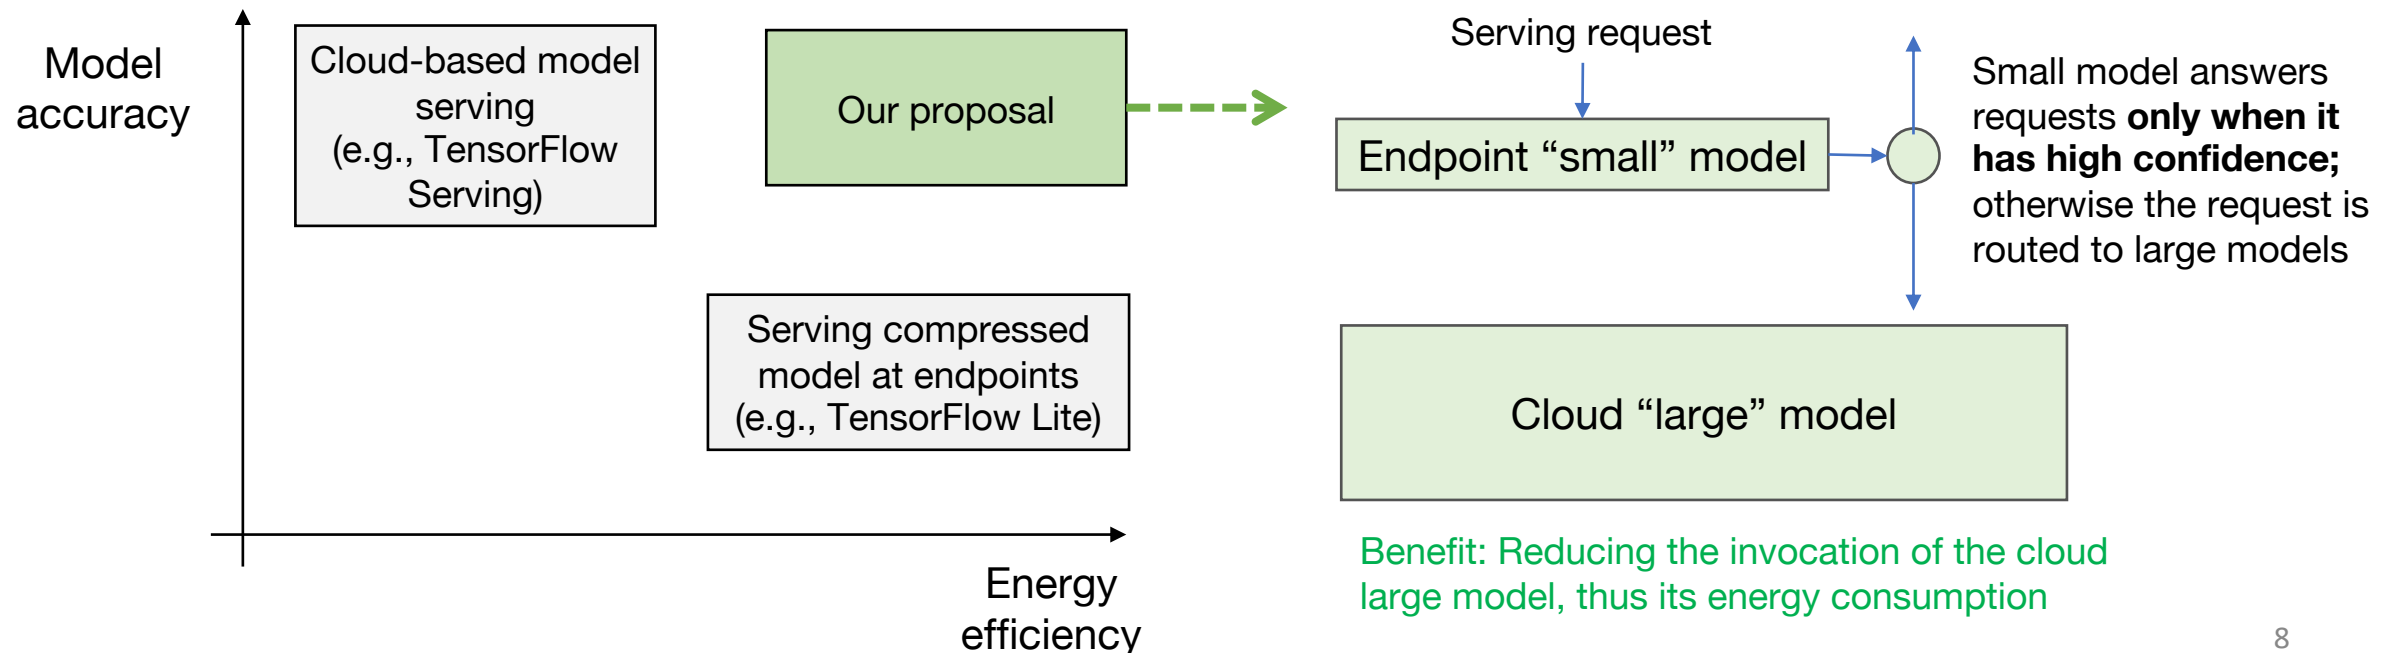 Model
accuracy
Cloud-based model
serving
(e.g., TensorFlow
Serving)
Our proposal
Serving compressed
model at endpoints
(e.g., TensorFlow Lite)
Energy
efficiency
Serving request
Endpoint “small” model
Small model answers
requests only when it
has high confidence;
otherwise the request is
routed to large models
Cloud “large” model
Benefit: Reducing the invocation of the cloud
large model, thus its energy consumption
8